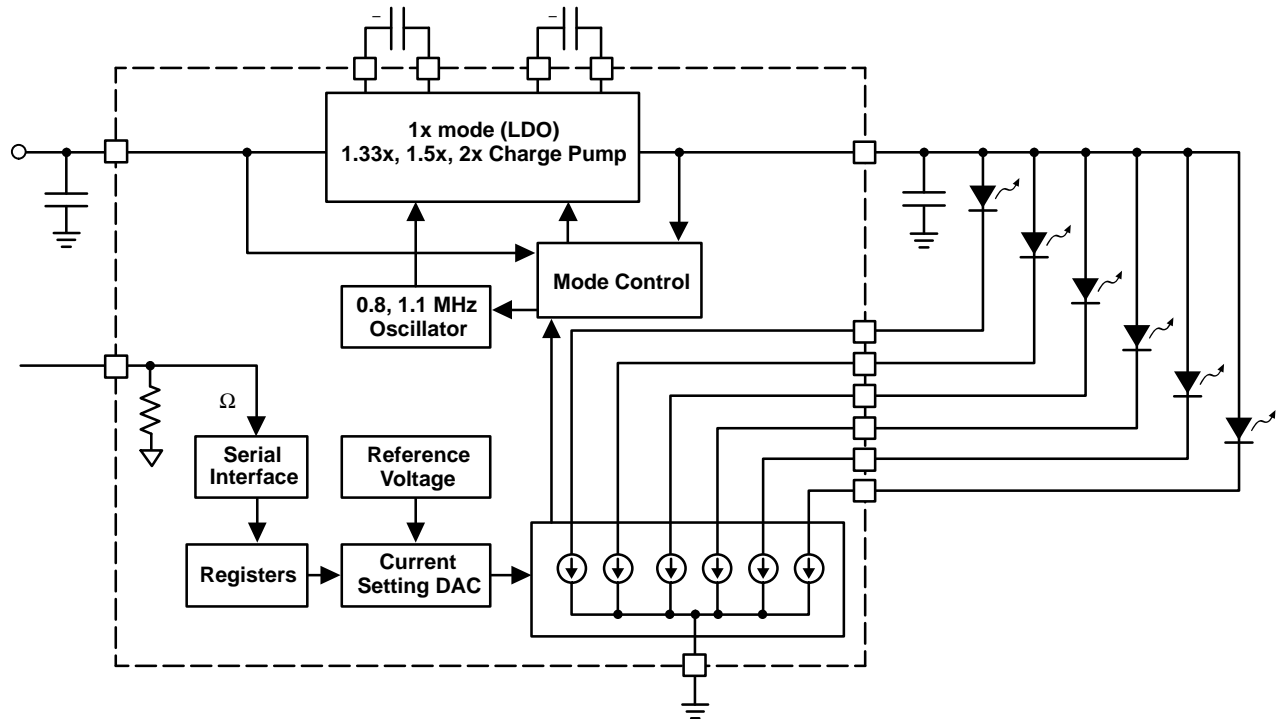 –
–
1x mode (LDO)
1.33x, 1.5x, 2x Charge Pump
Mode Control
0.8, 1.1 MHz
Oscillator
Ω
Serial
Interface
Reference
Voltage
Registers
Current
Setting DAC